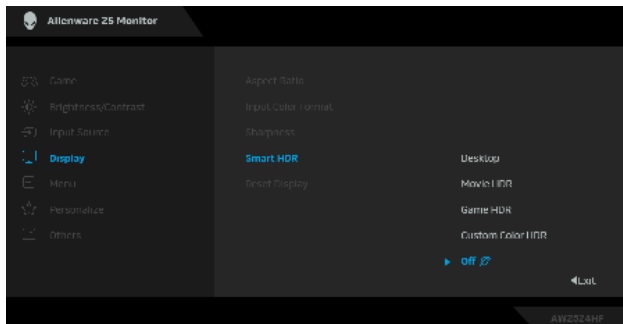 Alienware 25 Monitor
Game
Brightness/Contrast
Input Source
Display
Menu
Personalize
Others
Aspect Ratio
Input Color Format
Sharpness
Smart HDR
Reset Display
Desktop
Movie HDR
Game HDR
Custom Color HDR
Off
Exit
AW2524HF